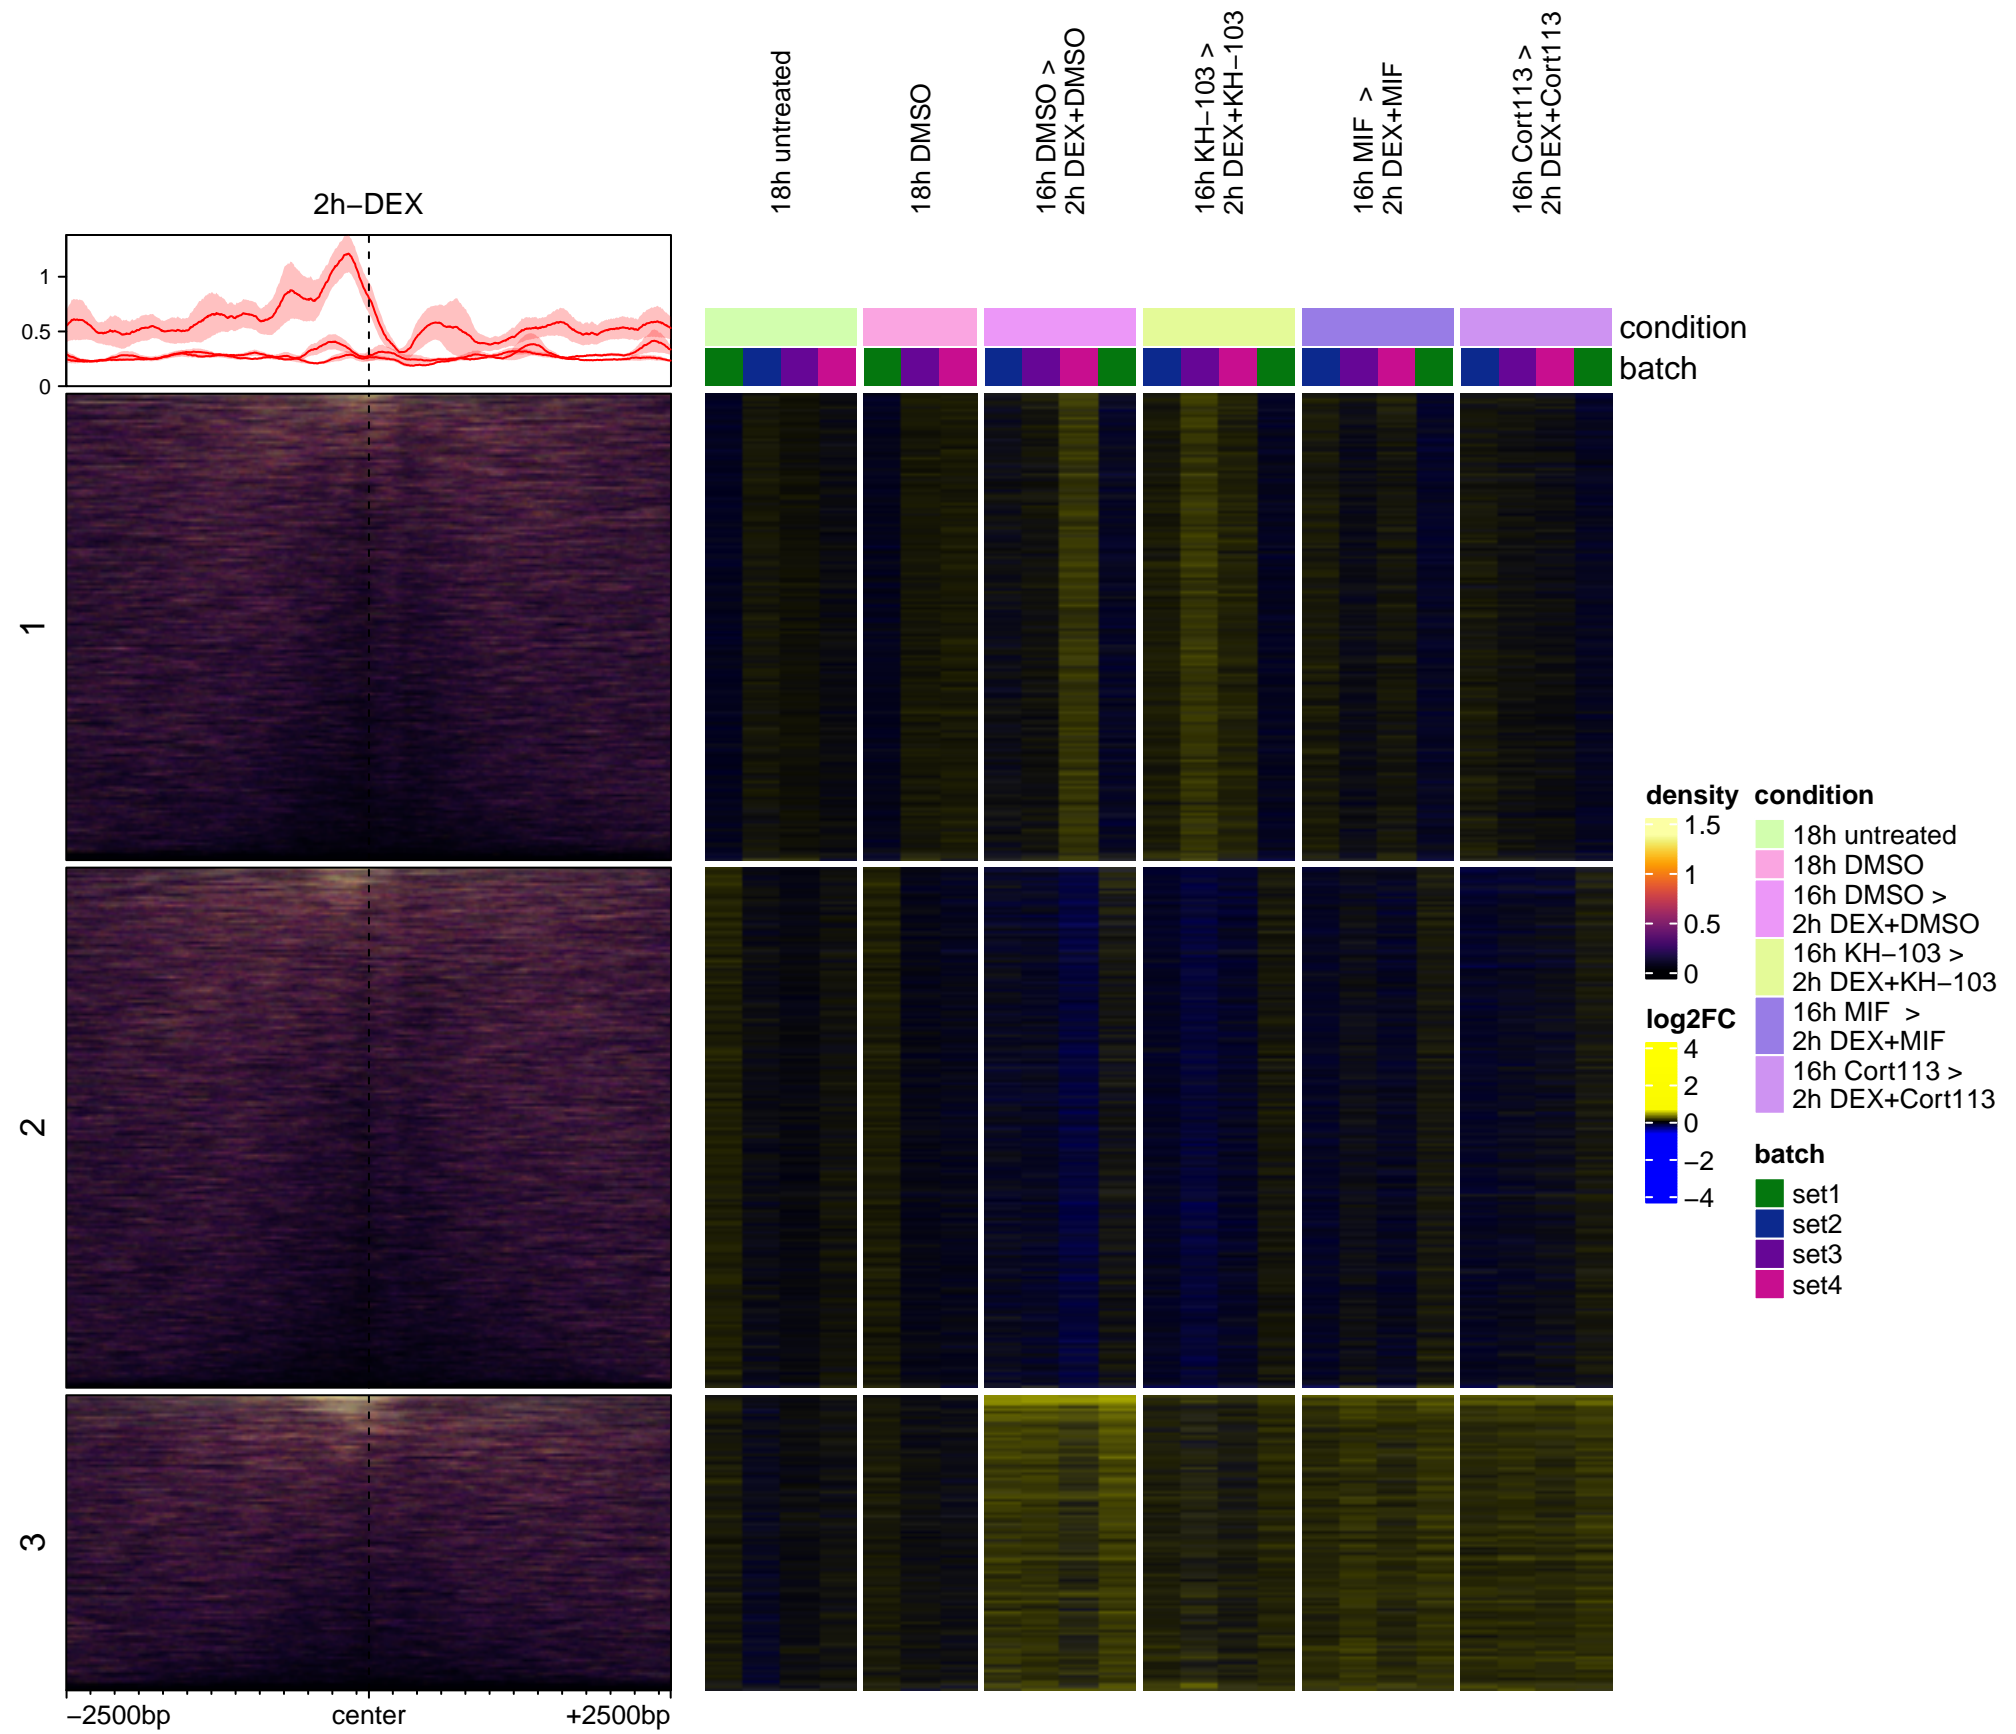 18h untreated
18h DMSO
16h DMSO >
2h DEX+DMSO
16h KH−103 >
2h DEX+KH−103
16h MIF  >
2h DEX+MIF
16h Cort113 >
2h DEX+Cort113
2h−DEX
1
0.5
0
condition
batch
1
2
3
−2500bp
center
+2500bp
density
1.5
1
0.5
0
log2FC
4
2
0
−2
−4
condition
18h untreated
18h DMSO
16h DMSO >
2h DEX+DMSO
16h KH−103 >
2h DEX+KH−103
16h MIF  >
2h DEX+MIF
16h Cort113 >
2h DEX+Cort113
batch
set1
set2
set3
set4